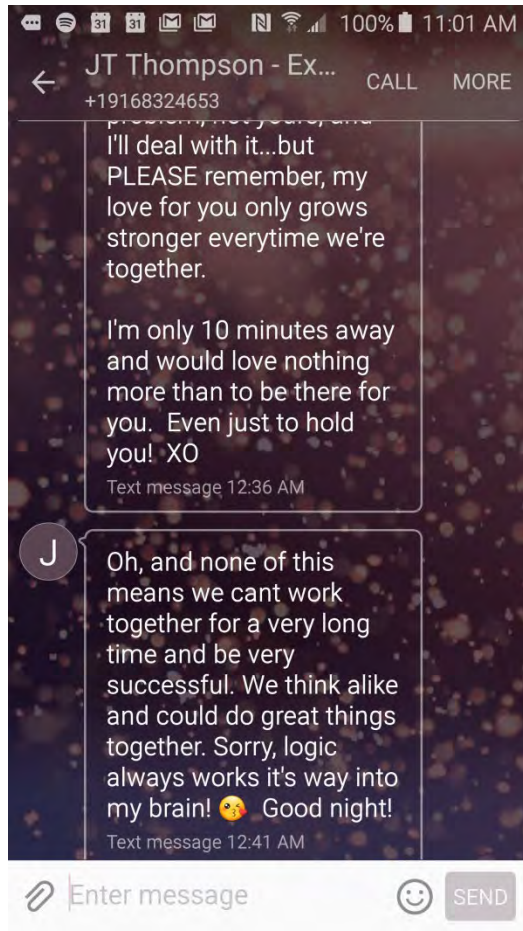 31 31 100% 11:01 AM
JT Thompson - Ex... CALL MORE
+19168324653
I'll deal with it...but
PLEASE remember, my
love for you only grows
stronger everytime we're
together.
I'm only 10 minutes away
and would love nothing
more than to be there for
you. Even just to hold
you! XO
Text message 12:36 AM
J
Oh, and none of this
means we cant work
together for a very long
time and be very
successful. We think alike
and could do great things
together. Sorry, logic
always works it's way into
my brain! 😘 Good night!
Text message 12:41 AM
Enter message SEND